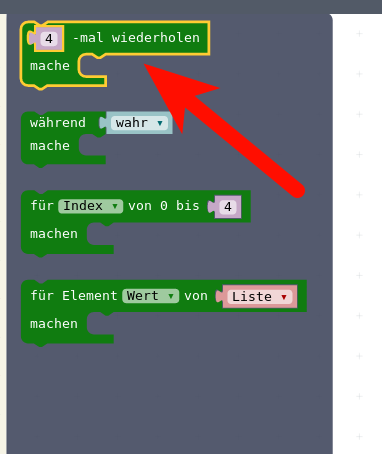 4 -mal wiederholen
mache
während wahr
mache
für Index von 0 bis 4
machen
für Element Wert von Liste
machen